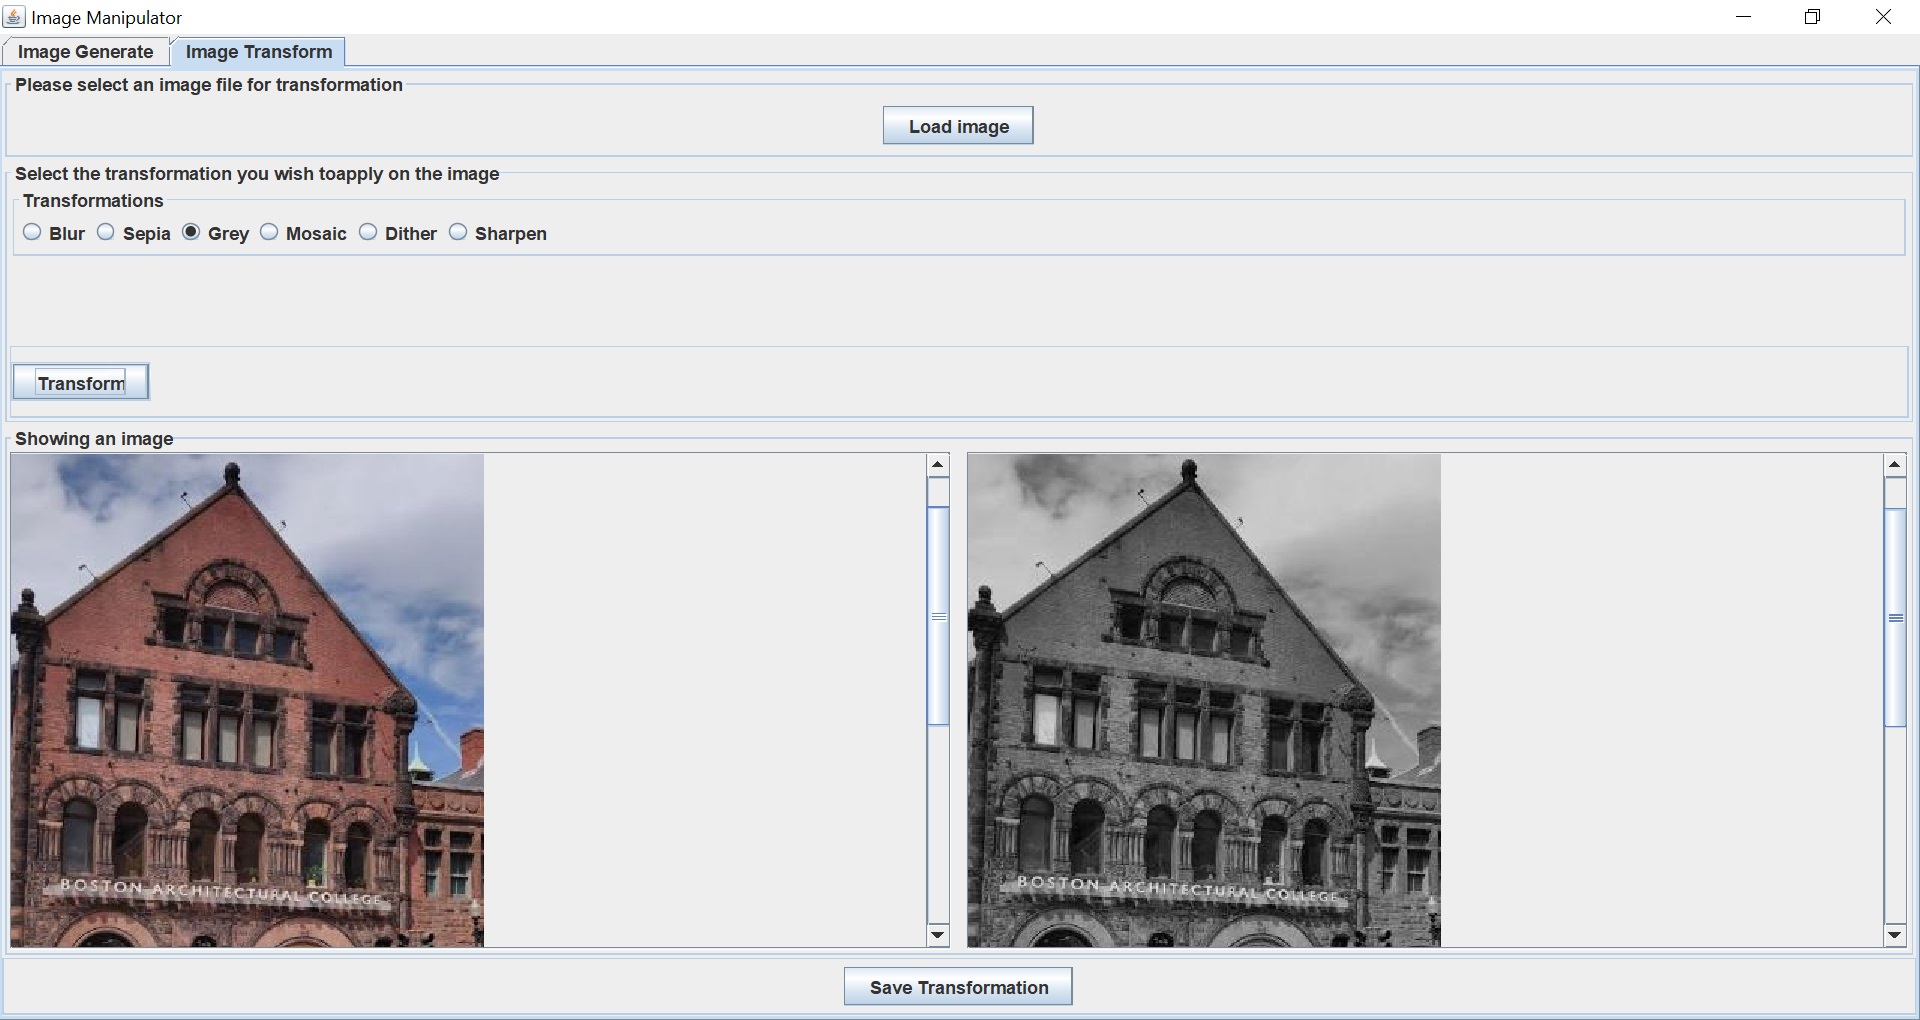 Image Manipulator
Image Generate Image Transform
Please select an image file for transformation
Load image
Select the transformation you wish toapply on the image
Transformations
Blur Sepia Grey Mosaic Dither Sharpen
Transform
Showing an image
BOSTON ARCHITECTURAL COLLEGE
BOSTON ARCHITECTURAL COLLEGE
Save Transformation